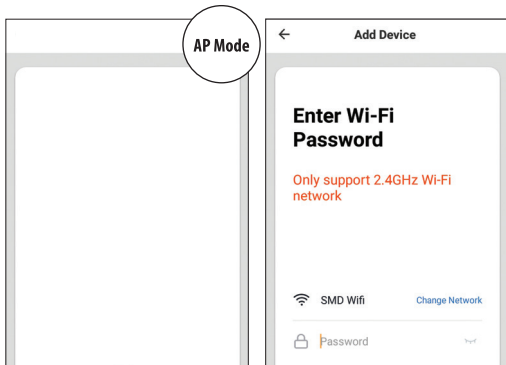 AP Mode
Add Device
Enter Wi-Fi
Password
Only support 2.4GHz Wi-Fi
network
SMD Wifi
Change Network
Password